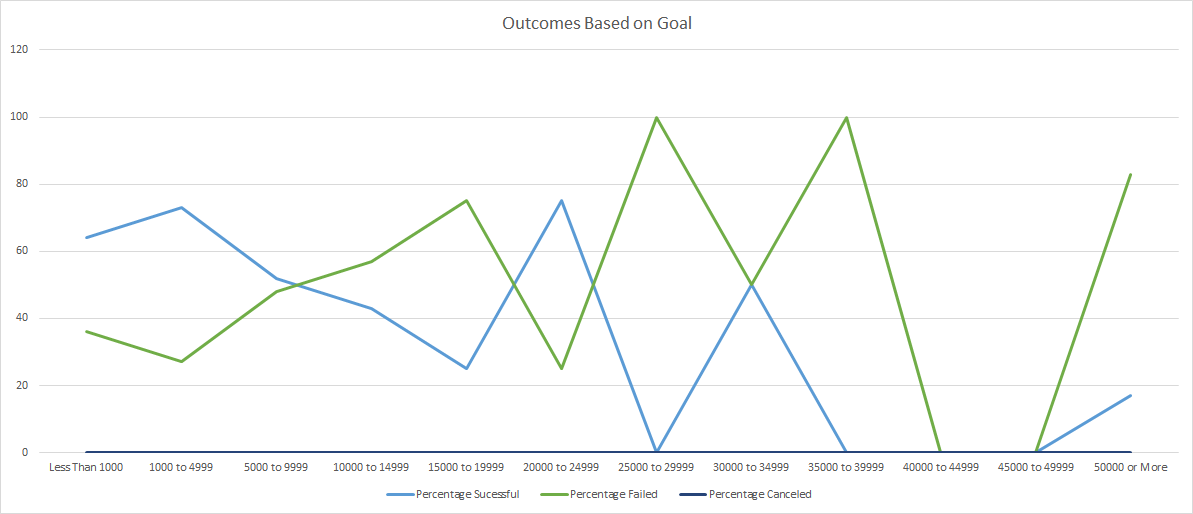 Outcomes Based on Goal
120
100
80
60
40
20
0
Less Than 1000 1000 to 4999 5000 to 9999 10000 to 14999 15000 to 19999 20000 to 24999 25000 to 29999 30000 to 34999 35000 to 39999 40000 to 44999 45000 to 49999 50000 or More
Percentage Sucessful Percentage Failed Percentage Canceled